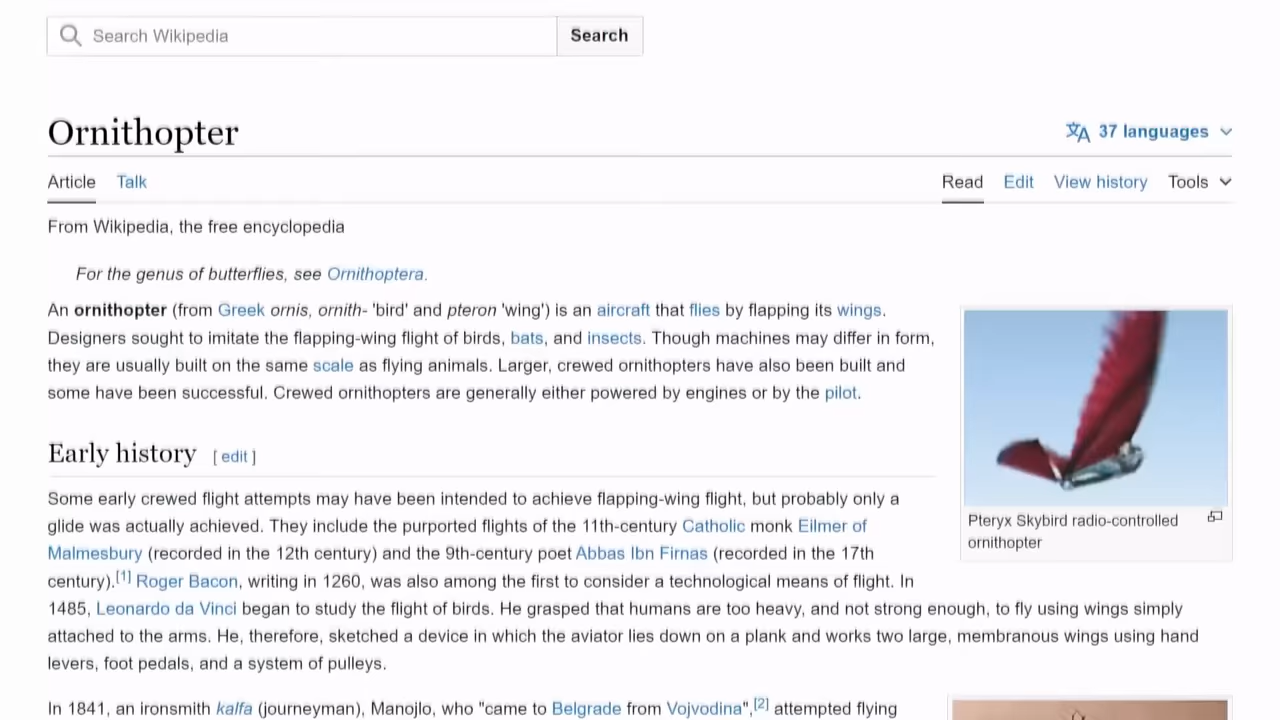 Search Wikipedia Search
Ornithopter
37 languages
Article Talk Read Edit View history Tools
From Wikipedia, the free encyclopedia
For the genus of butterflies, see Ornithoptera.
An ornithopter (from Greek ornis, ornith- 'bird' and pteron 'wing') is an aircraft that flies by flapping its wings.
Designers sought to imitate the flapping-wing flight of birds, bats, and insects. Though machines may differ in form,
they are usually built on the same scale as flying animals. Larger, crewed ornithopters have also been built and
some have been successful. Crewed ornithopters are generally either powered by engines or by the pilot.
Pteryx Skybird radio-controlled
ornithopter
Early history [ edit ]
Some early crewed flight attempts may have been intended to achieve flapping-wing flight, but probably only a
glide was actually achieved. They include the purported flights of the 11th-century Catholic monk Eilmer of
Malmesbury (recorded in the 12th century) and the 9th-century poet Abbas Ibn Firnas (recorded in the 17th
century).[1] Roger Bacon, writing in 1260, was also among the first to consider a technological means of flight. In
1485, Leonardo da Vinci began to study the flight of birds. He grasped that humans are too heavy, and not strong enough, to fly using wings simply
attached to the arms. He, therefore, sketched a device in which the aviator lies down on a plank and works two large, membranous wings using hand
levers, foot pedals, and a system of pulleys.
In 1841, an ironsmith kalfa (journeyman), Manojlo, who "came to Belgrade from Vojvodina",[2] attempted flying